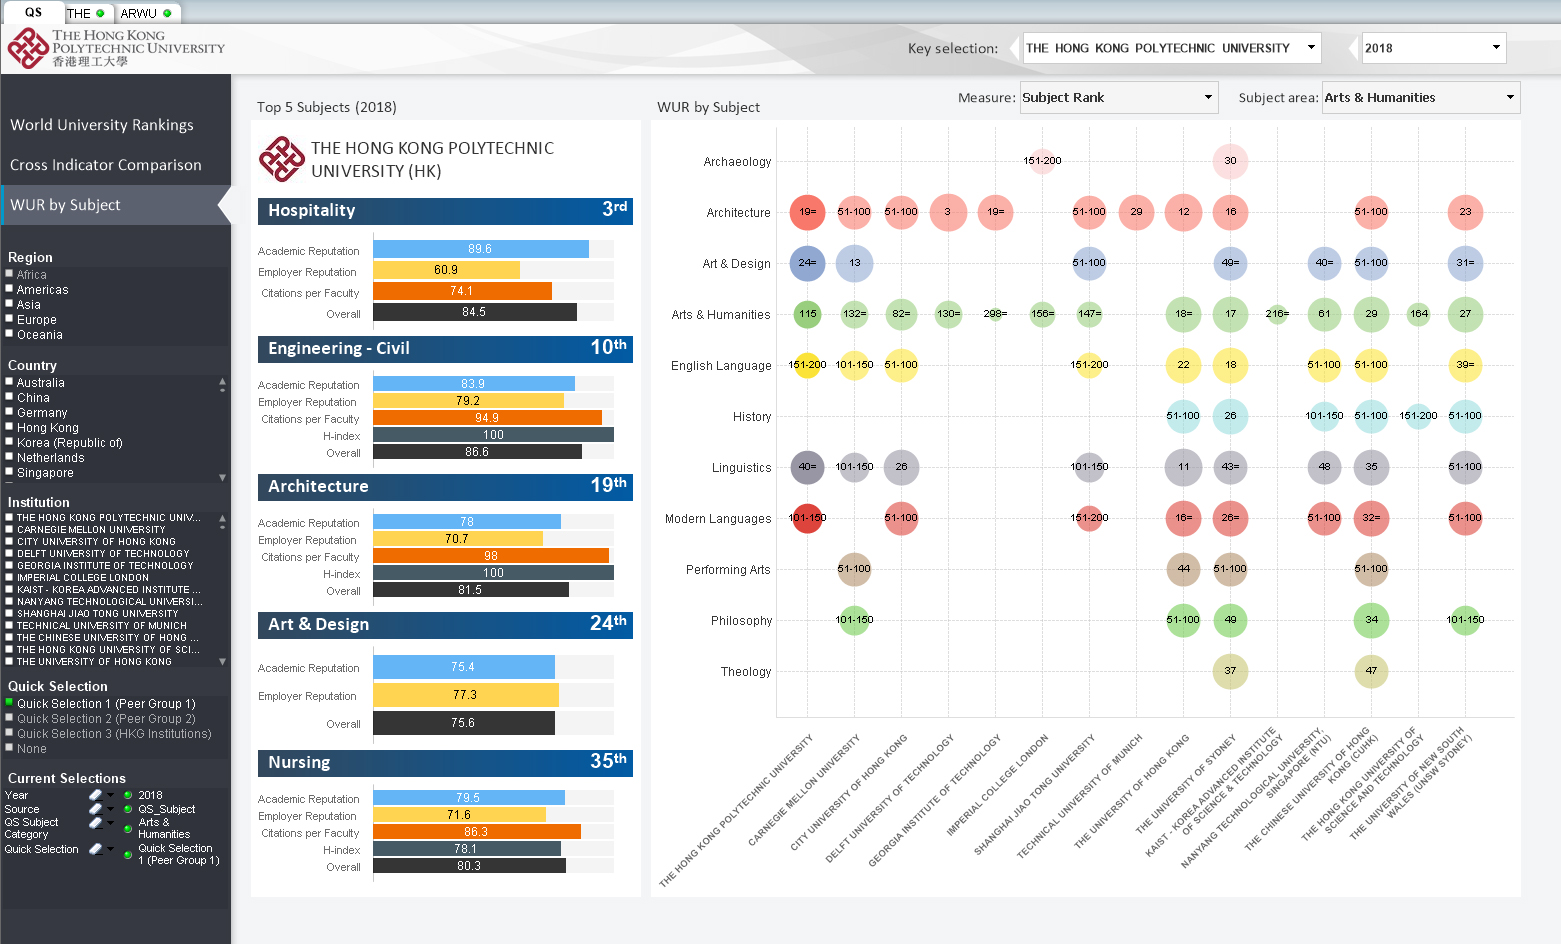 QS
THE
ARWU
THE HONG KONG
POLYTECHNIC UNIVERSITY
香港理工大學
Key selection:
THE HONG KONG POLYTECHNIC UNIVERSITY
2018
World University Rankings
Cross Indicator Comparison
WUR by Subject
Region
Africa
Americas
Asia
Europe
Oceania
Country
Australia
China
Germany
Hong Kong
Korea (Republic of)
Netherlands
Singapore
Institution
THE HONG KONG POLYTECHNIC UNIV...
CARNEGIE MELLON UNIVERSITY
CITY UNIVERSITY OF HONG KONG
DELFT UNIVERSITY OF TECHNOLOGY
GEORGIA INSTITUTE OF TECHNOLOGY
IMPERIAL COLLEGE LONDON
KAIST - KOREA ADVANCED INSTITUTE ...
NANYANG TECHNOLOGICAL UNIVERSI...
SHANGHAI JIAO TONG UNIVERSITY
TECHNICAL UNIVERSITY OF MUNICH
THE CHINESE UNIVERSITY OF HONG ...
THE HONG KONG UNIVERSITY OF SCI...
THE UNIVERSITY OF HONG KONG
Quick Selection
Quick Selection 1 (Peer Group 1)
Quick Selection 2 (Peer Group 2)
Quick Selection 3 (HKG Institutions)
None
Current Selections
Year 2018
Source QS_Subject
QS Subject Category Arts & Humanities
Quick Selection Quick Selection 1 (Peer Group 1)
Top 5 Subjects (2018)
THE HONG KONG POLYTECHNIC
UNIVERSITY (HK)
Hospitality 3rd
Academic Reputation 89.6
Employer Reputation 60.9
Citations per Faculty 74.1
Overall 84.5
Engineering - Civil 10th
Academic Reputation 83.9
Employer Reputation 79.2
Citations per Faculty 94.9
H-index 100
Overall 86.6
Architecture 19th
Academic Reputation 78
Employer Reputation 70.7
Citations per Faculty 98
H-index 100
Overall 81.5
Art & Design 24th
Academic Reputation 75.4
Employer Reputation 77.3
Overall 75.6
Nursing 35th
Academic Reputation 79.5
Employer Reputation 71.6
Citations per Faculty 86.3
H-index 78.1
Overall 80.3
WUR by Subject
Measure: Subject Rank
Subject area: Arts & Humanities
Archaeology 151-200 30
Architecture 19= 51-100 51-100 3 19= 51-100 29 12 16 51-100 23
Art & Design 24= 13 51-100 49= 40= 51-100 31=
Arts & Humanities 115 132= 82= 130= 298= 156= 147= 18= 17 216= 61 29 164 27
English Language 151-200 101-150 51-100 151-200 22 18 51-100 51-100 39=
History 51-100 26 101-150 51-100 151-200 51-100
Linguistics 40= 101-150 26 101-150 11 43= 48 35 51-100
Modern Languages 101-150 51-100 151-200 16= 26= 51-100 32= 51-100
Performing Arts 51-100 44 51-100 51-100
Philosophy 101-150 51-100 49 34 101-150
Theology 37 47
THE HONG KONG POLYTECHNIC UNIVERSITY
CARNEGIE MELLON UNIVERSITY
CITY UNIVERSITY OF HONG KONG
DELFT UNIVERSITY OF TECHNOLOGY
GEORGIA INSTITUTE OF TECHNOLOGY
IMPERIAL COLLEGE LONDON
SHANGHAI JIAO TONG UNIVERSITY
TECHNICAL UNIVERSITY OF MUNICH
THE UNIVERSITY OF HONG KONG
THE UNIVERSITY OF SYDNEY
KAIST - KOREA ADVANCED INSTITUTE
OF SCIENCE & TECHNOLOGY
NANYANG TECHNOLOGICAL UNIVERSITY,
SINGAPORE (NTU)
THE CHINESE UNIVERSITY OF HONG
KONG (CUHK)
THE HONG KONG UNIVERSITY OF
SCIENCE AND TECHNOLOGY
THE UNIVERSITY OF NEW SOUTH
WALES (UNSW SYDNEY)